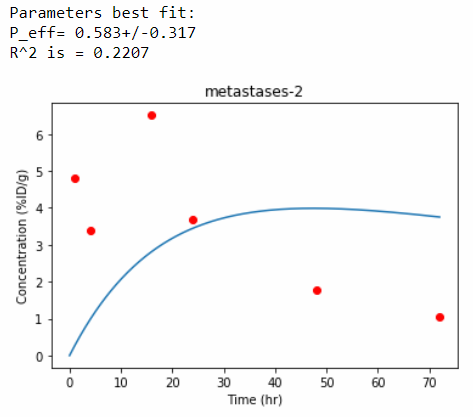 Parameters best fit:
P_eff= 0.583+/-0.317
R^2 is = 0.2207
metastases-2
6
5
4
3
2
1
0
Concentration (%ID/g)
0 10 20 30 40 50 60 70
Time (hr)